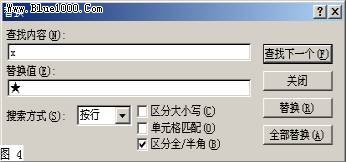 替换
Http://www.Blue1000.Com
查找内容(N):
x
查找下一个(F)
替换值(E):
★
关闭
搜索方式(S): 按行
区分大小写(C)
替换(R)
单元格匹配(O)
区分全/半角(B)
全部替换(A)
图 4